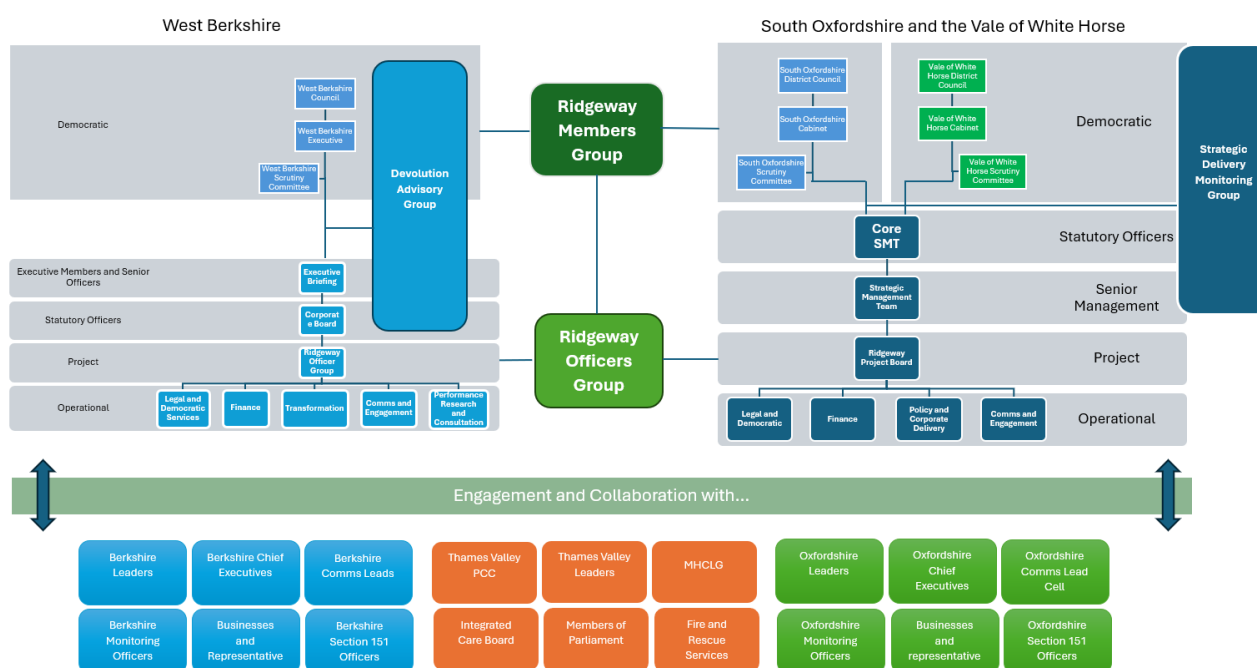 West Berkshire
South Oxfordshire and the Vale of White Horse
Democratic
West Berkshire
Council
West Berkshire
Executive
West Berkshire
Scrutiny
Committee
Devolution
Advisory
Group
Ridgeway
Members
Group
South Oxfordshire
District Council
South Oxfordshire
Cabinet
South Oxfordshire
Scrutiny
Committee
Vale of White
Horse District
Council
Vale of White
Horse Cabinet
Vale of White
Horse Scrutiny
Committee
Democratic
Strategic
Delivery
Monitoring
Group
Executive Members and Senior
Officers
Executive
Briefing
Statutory Officers
Corporat
e Board
Project
Ridgeway
Officer
Group
Operational
Legal and
Democratic
Services
Finance
Transformation
Comms and
Engagement
Performance
Research
and
Consultation
Ridgeway
Officers
Group
Core
SMT
Statutory Officers
Strategic
Management
Team
Senior
Management
Ridgeway
Project Board
Project
Legal and
Democratic
Finance
Policy and
Corporate
Delivery
Comms and
Engagement
Operational
Engagement and Collaboration with...
Berkshire
Leaders
Berkshire Chief
Executives
Berkshire
Comms Leads
Thames Valley
PCC
Thames Valley
Leaders
MHCLG
Oxfordshire
Leaders
Oxfordshire
Chief
Executives
Oxfordshire
Comms Lead
Cell
Berkshire
Monitoring
Officers
Businesses
and
Representative
Berkshire
Section 151
Officers
Integrated
Care Board
Members of
Parliament
Fire and
Rescue
Services
Oxfordshire
Monitoring
Officers
Businesses
and
representative
Oxfordshire
Section 151
Officers